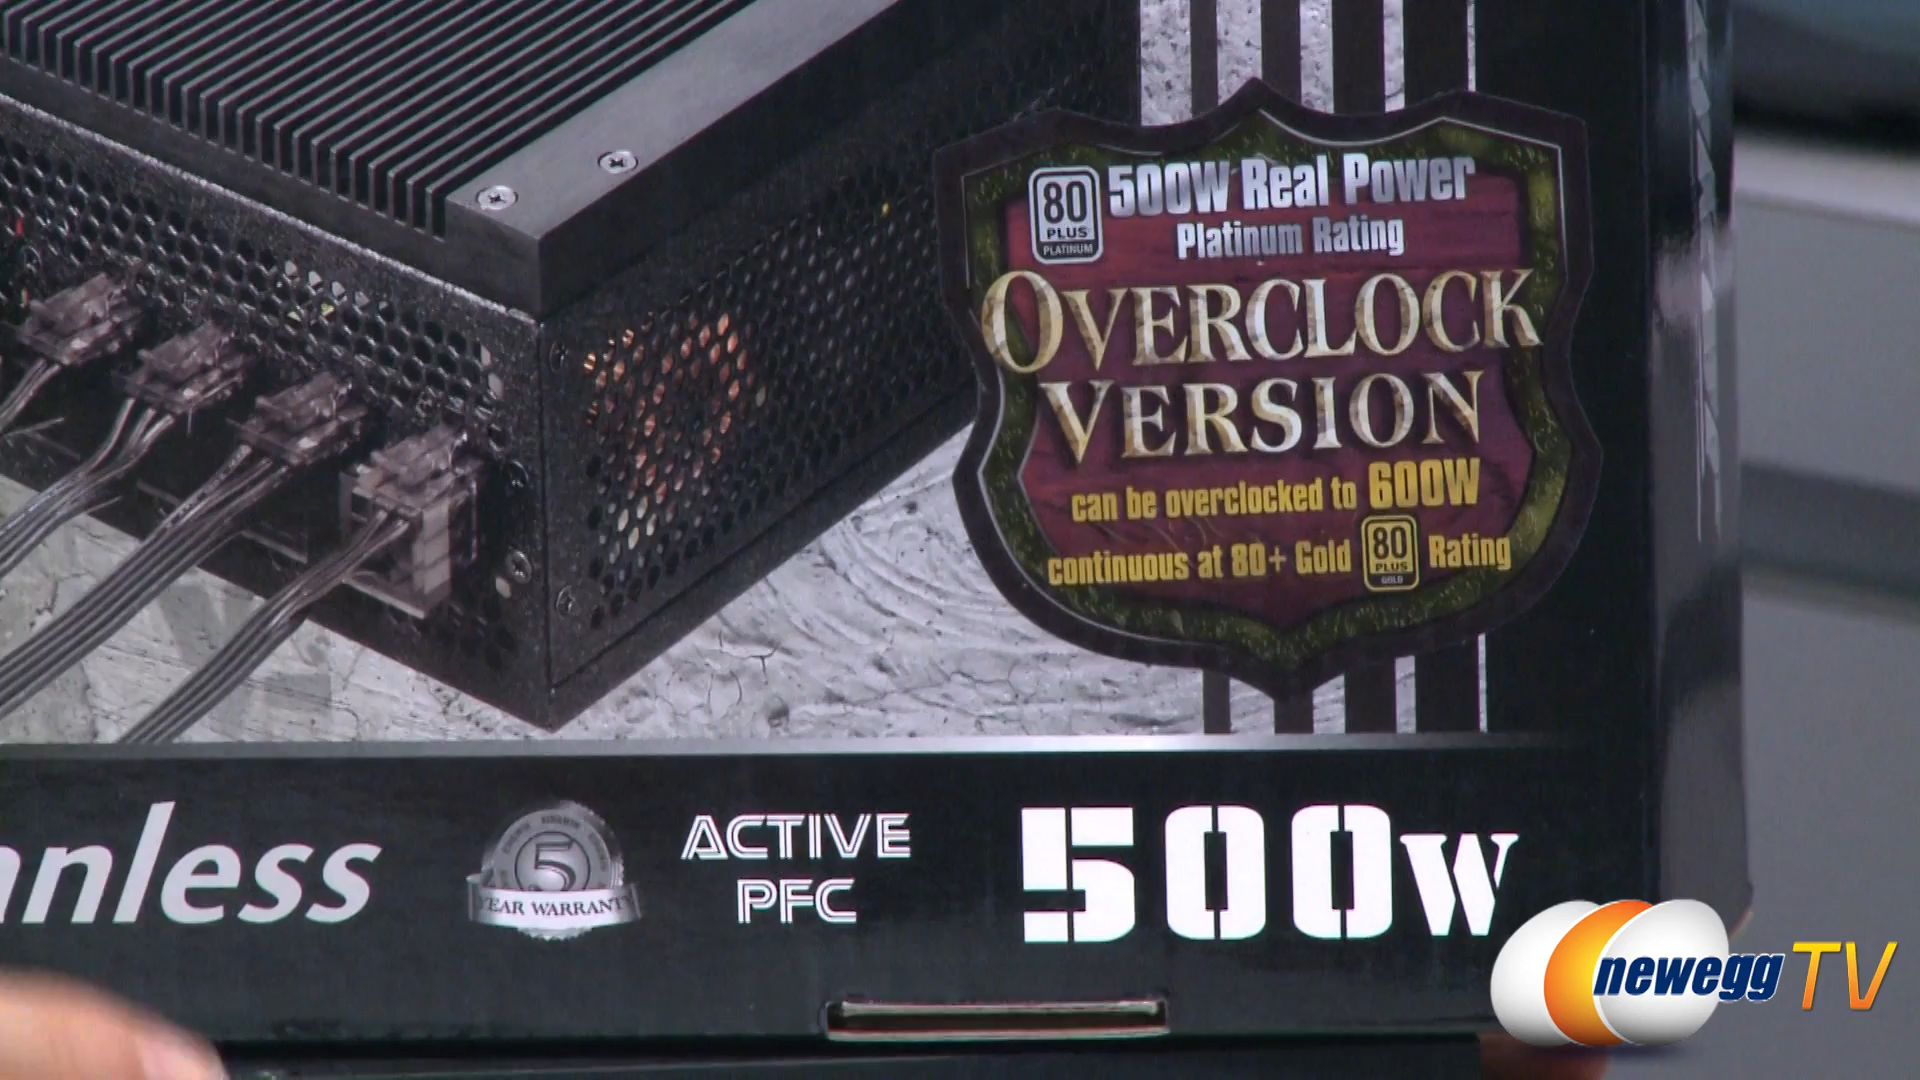 80
PLUS
PLATINUM
500W Real Power
Platinum Rating
OVERCLOCK
VERSION
can be overclocked to 600W
continuous at 80+ Gold
80
PLUS
GOLD
Rating
anless
5
YEAR WARRANTY
ACTIVE
PFC
500W
newegg TV